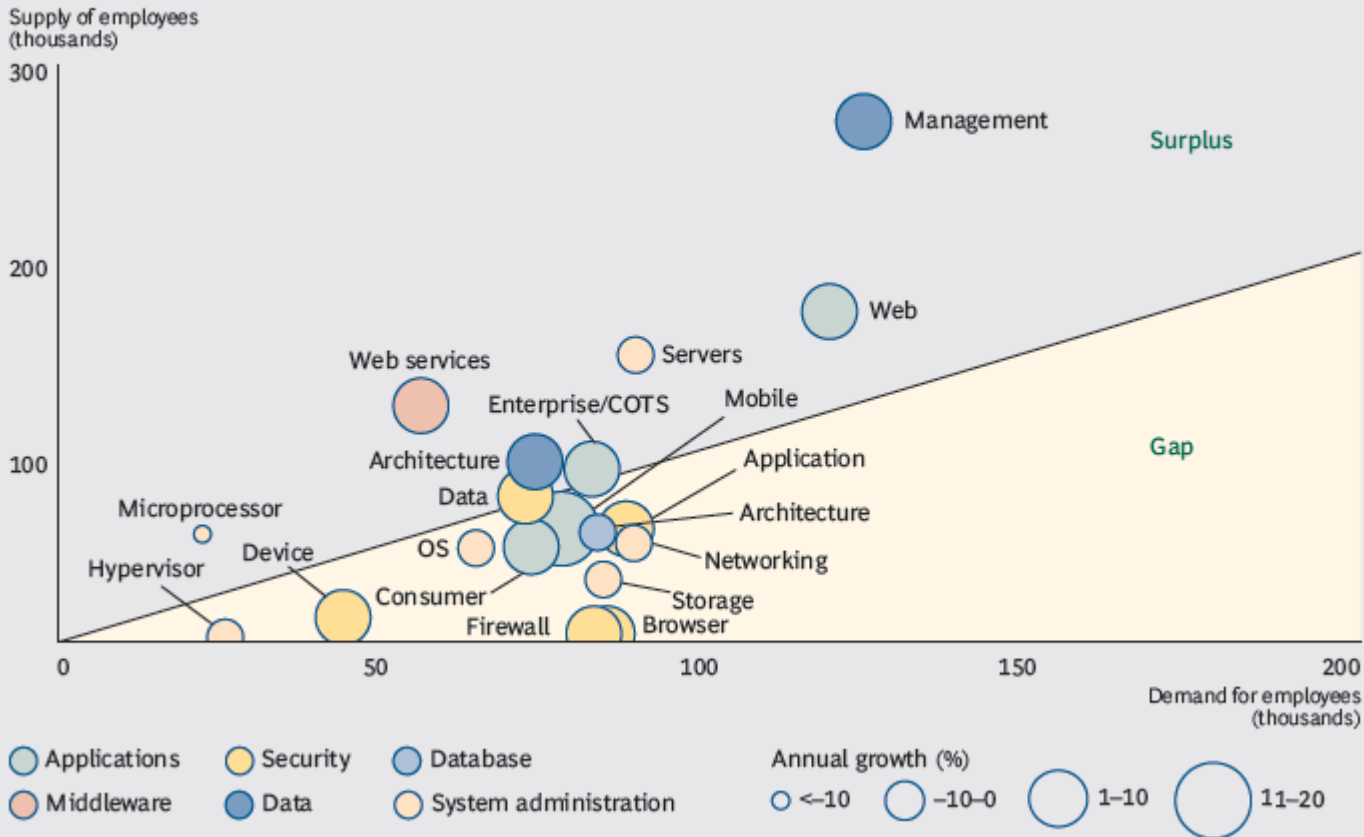 Supply of employees
(thousands)
300
Management
Surplus
200
Web
Servers
Web services
Mobile
Enterprise/COTS
Gap
100
Architecture
Application
Data
Microprocessor
Architecture
Device
OS
Networking
Hypervisor
Consumer
Storage
Firewall
Browser
0 50 100 150 200
Demand for employees
(thousands)
Applications Security Database Annual growth (%)
Middleware Data System administration <–10 –10–0 1–10 11–20